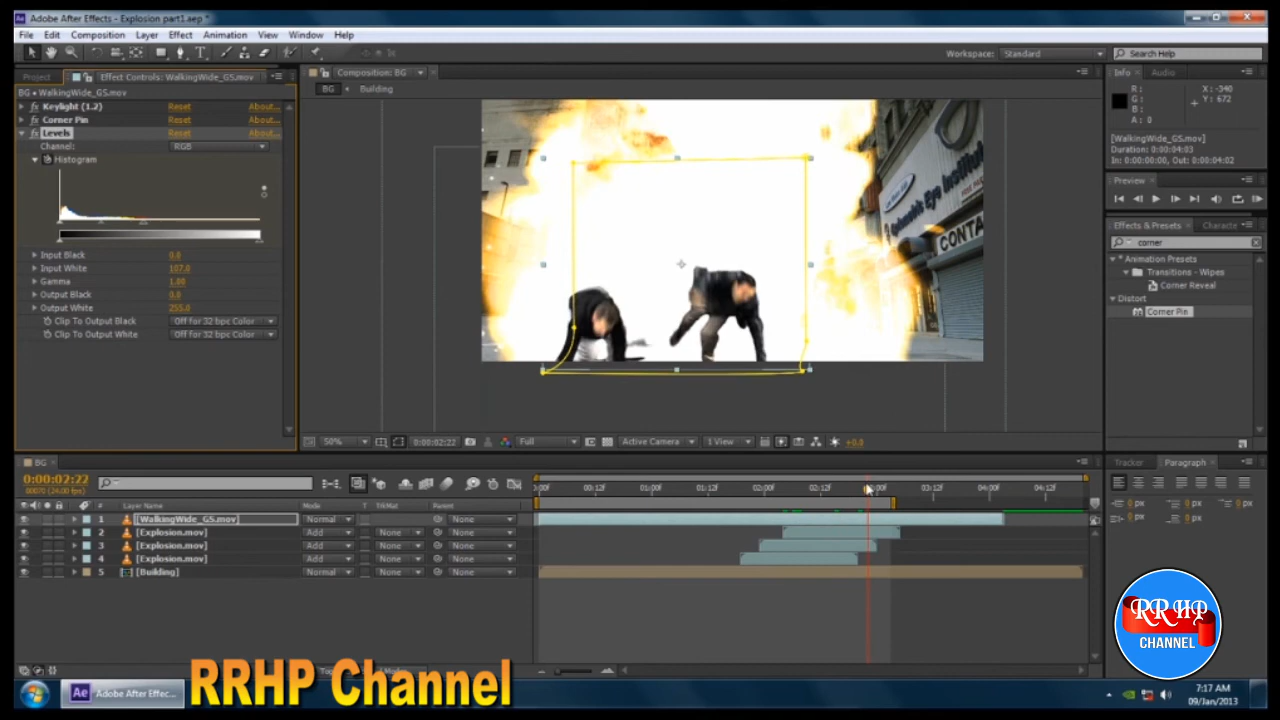 Adobe After Effects - Explosion part1.aep *
File Edit Composition Layer Effect Animation View Window Help
Workspace: Standard
Search Help
Project
Effect Controls: WalkingWide_GS.mov
BG • WalkingWide_GS.mov
Keylight (1.2) Reset About...
Corner Pin Reset About...
Levels Reset About...
Channel: RGB
Histogram
Input Black 0.0
Input White 107.0
Gamma 1.00
Output Black 0.0
Output White 255.0
Clip To Output Black Off for 32 bpc Color
Clip To Output White Off for 32 bpc Color
Composition: BG
BG Building
Eye Institute
CONTA
50% 0:00:02:22 Full Active Camera 1 View +0.0
Info Audio
R:
G:
B:
A: 0
X: -340
Y: 672
[WalkingWide_GS.mov]
Duration: 0:00:04:03
In: 0:00:00:00, Out: 0:00:04:02
Preview
Effects & Presets Characte
corner
* Animation Presets
Transitions - Wipes
Corner Reveal
Distort
Corner Pin
BG
0:00:02:22
00070 (24.00 fps)
:00f 00:12f 01:00f 01:12f 02:00f 02:12f 00f 03:12f 04:00f 04:12f
# Layer Name Mode T TrkMat Parent
1 [WalkingWide_GS.mov] Normal None
2 [Explosion.mov] Add None None
3 [Explosion.mov] Add None None
4 [Explosion.mov] Add None None
5 [Building] Normal None None
Tracker Paragraph
0 px 0 px 0 px
0 px 0 px
RRHP
CHANNEL
RRHP Channel
Ae Adobe After Effec...
7:17 AM
09/Jan/2013